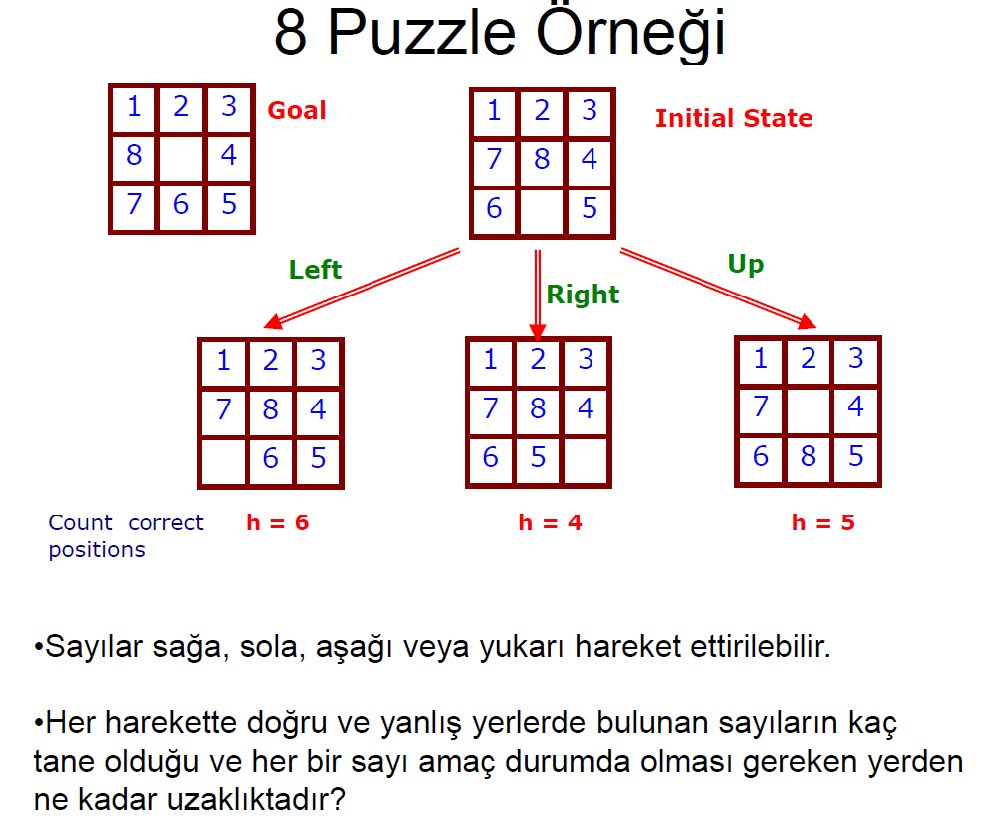 8 Puzzle Örneği
1 2 3
8 4
7 6 5
Goal
1 2 3
7 8 4
6 5
Initial State
Left
Right
Up
1 2 3
7 8 4
6 5
1 2 3
7 8 4
6 5
1 2 3
7 4
6 8 5
Count correct
positions
h = 6
h = 4
h = 5
•Sayılar sağa, sola, aşağı veya yukarı hareket ettirilebilir.
•Her harekette doğru ve yanlış yerlerde bulunan sayıların kaç
tane olduğu ve her bir sayı amaç durumda olması gereken yerden
ne kadar uzaklıktadır?